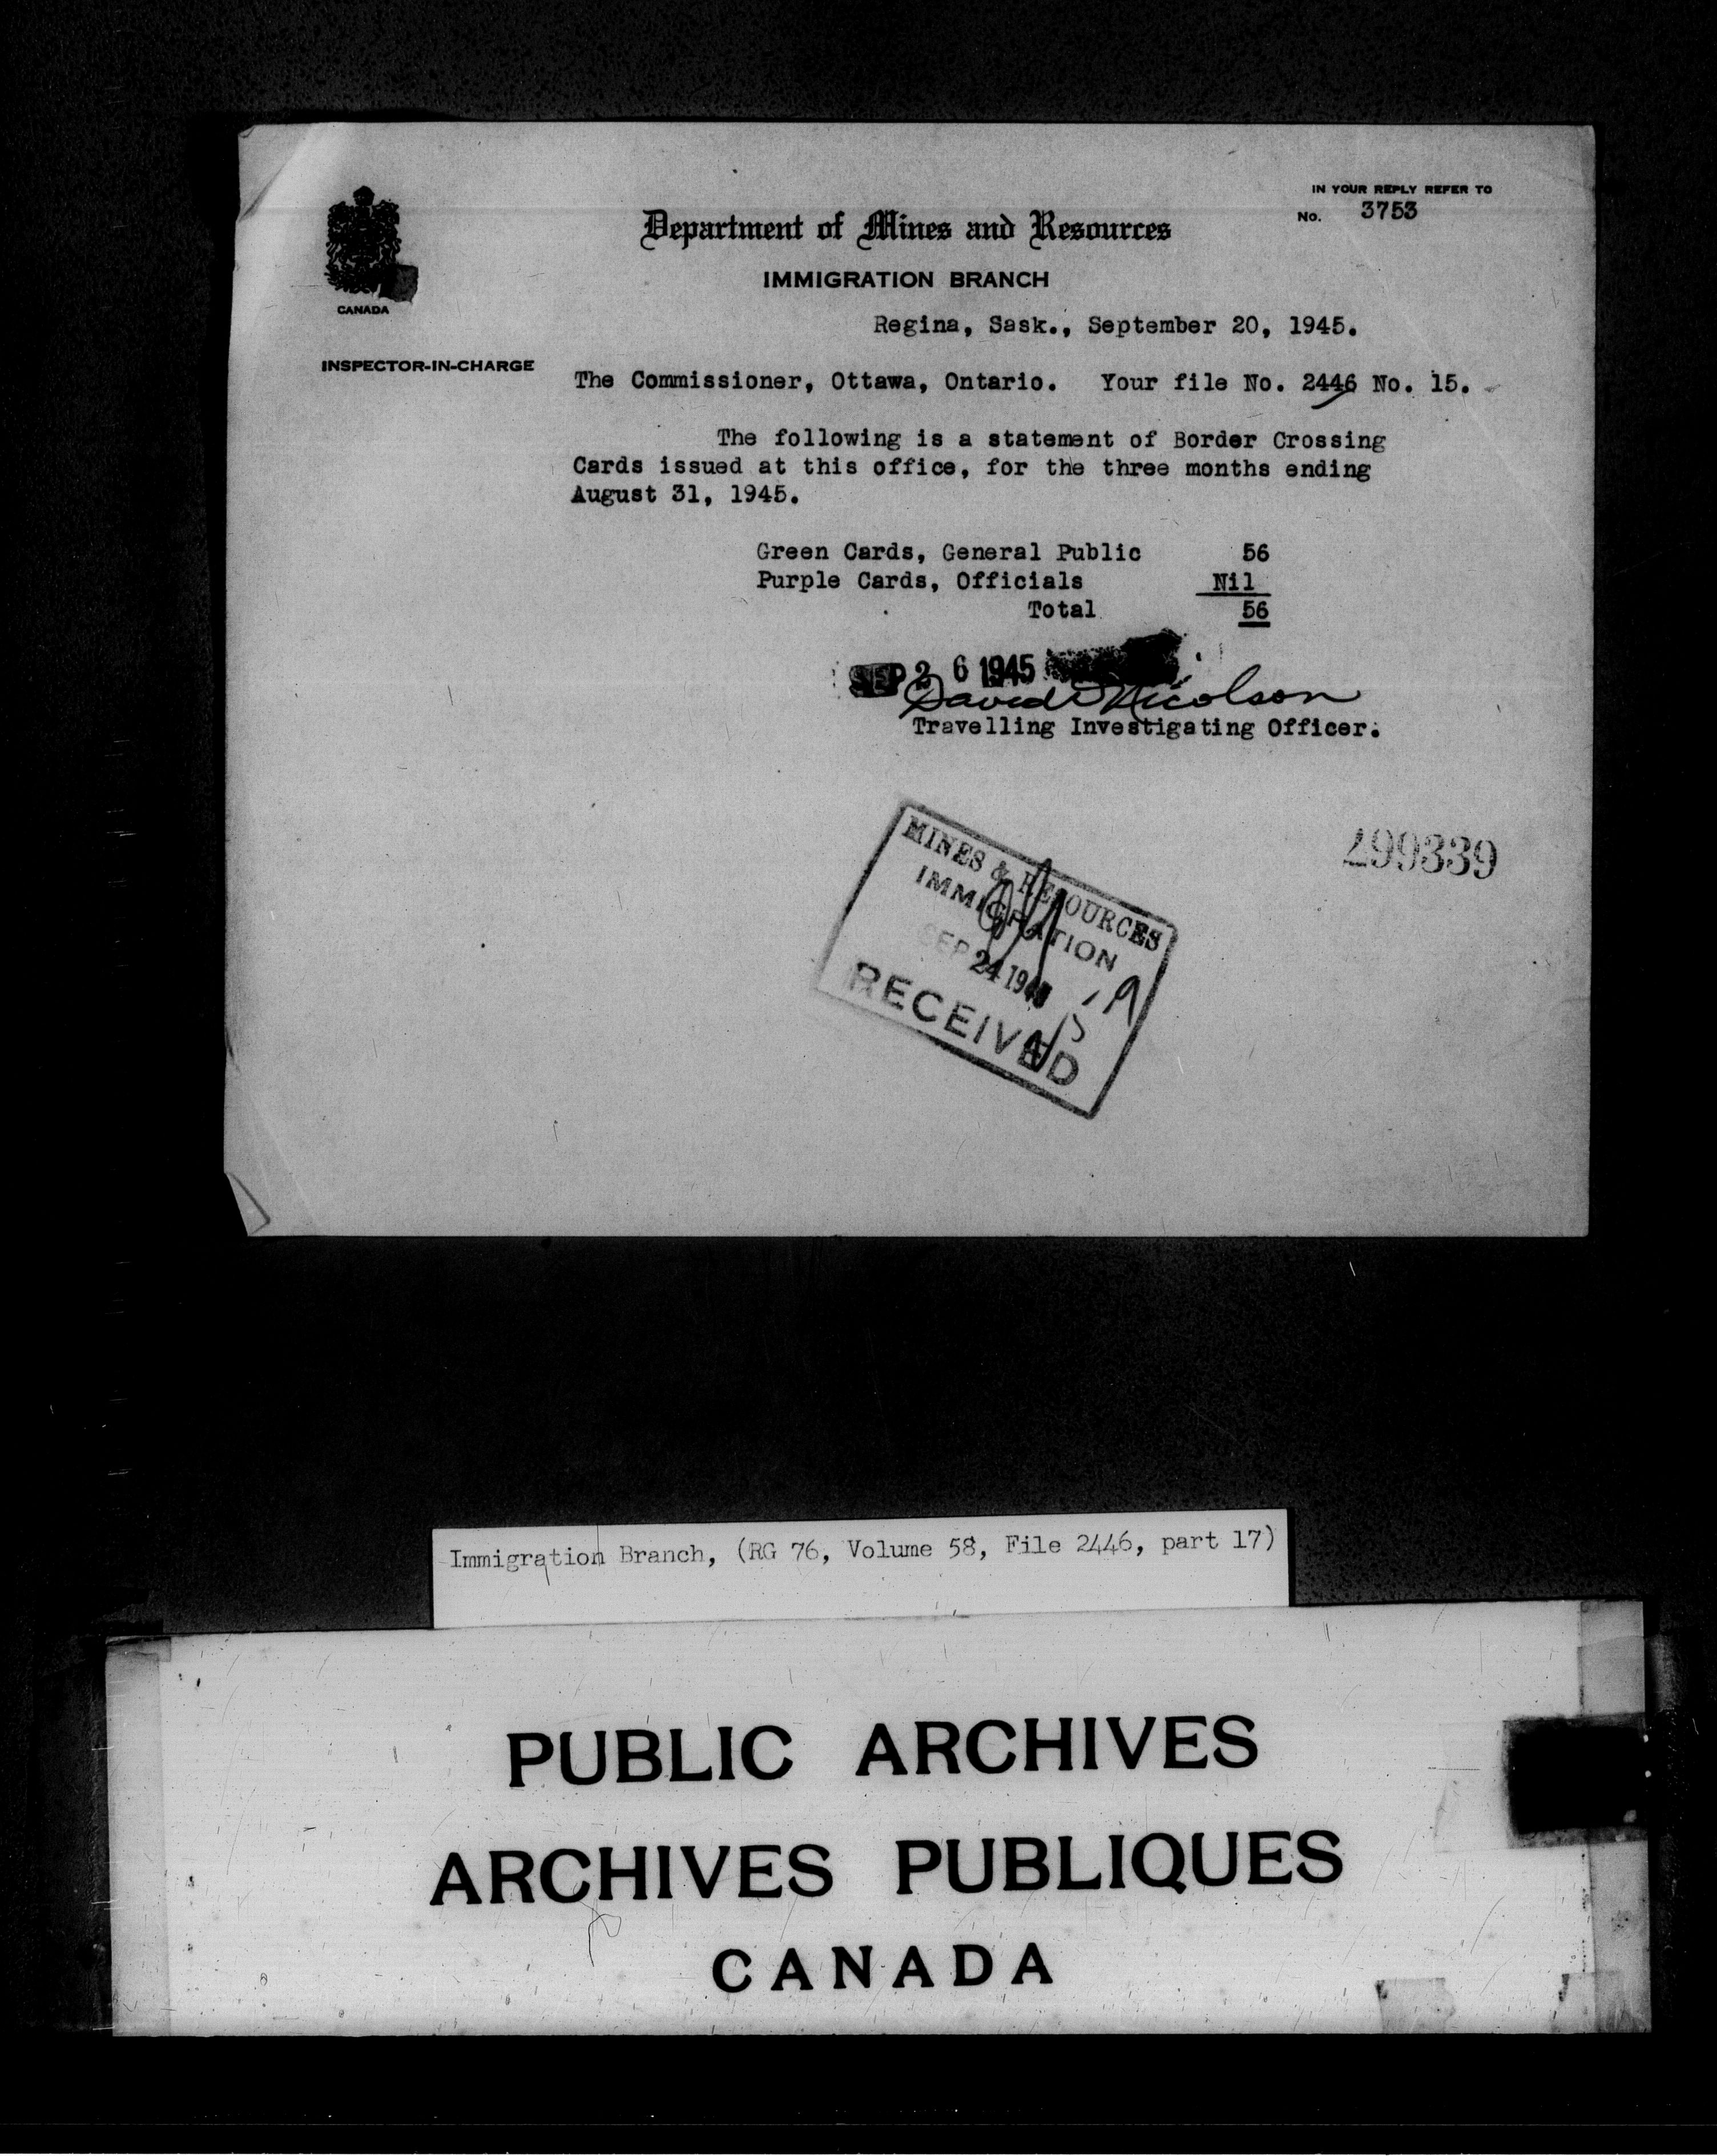 IN YOUR REPLY REFER TO
No. 3753
Department of Mines and Resources
IMMIGRATION BRANCH
CANADA
Regina, Sask., September 20, 1945.
INSPECTOR-IN-CHARGE
The Commissioner, Ottawa, Ontario. Your file No. 2446 No. 15.
The following is a statement of Border Crossing
Cards issued at this office, for the three months ending
August 31, 1945.
Green Cards, General Public 56
Purple Cards, Officials Nil
Total 56
SEP 26 1945
David Nicolson
Travelling Investigating Officer.
MINES & RESOURCES
IMMIGRATION
SEP 24 1945
RECEIVED
499339
Immigration Branch, (RG 76, Volume 58, File 2446, part 17)
PUBLIC ARCHIVES
ARCHIVES PUBLIQUES
CANADA